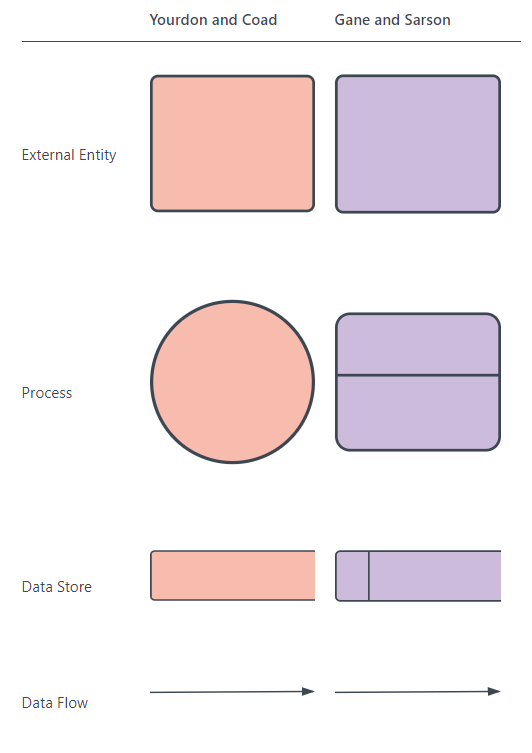 Yourdon and Coad
Gane and Sarson
External Entity
Process
Data Store
Data Flow